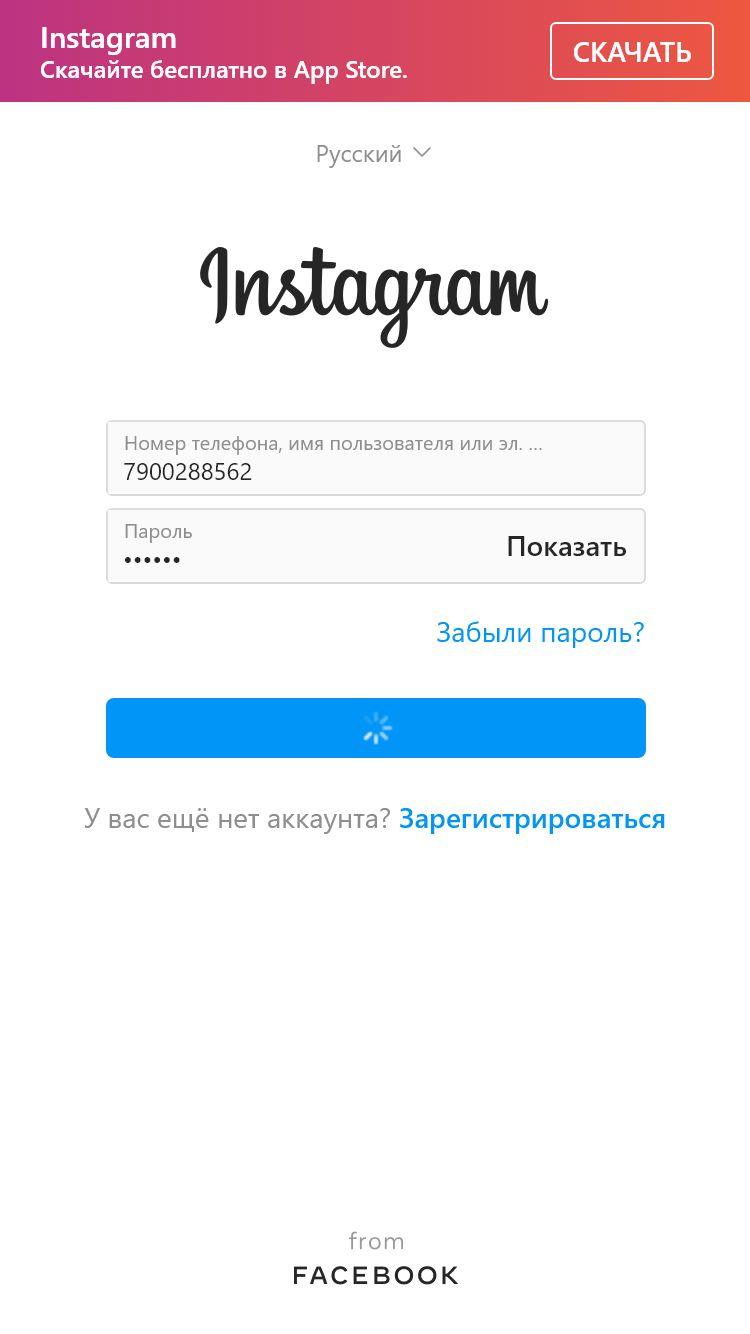 Instagram
Скачайте бесплатно в App Store.
СКАЧАТЬ
Русский
Instagram
Номер телефона, имя пользователя или эл. ...
7900288562
Пароль
••••••
Показать
Забыли пароль?
У вас ещё нет аккаунта? Зарегистрироваться
from
FACEBOOK